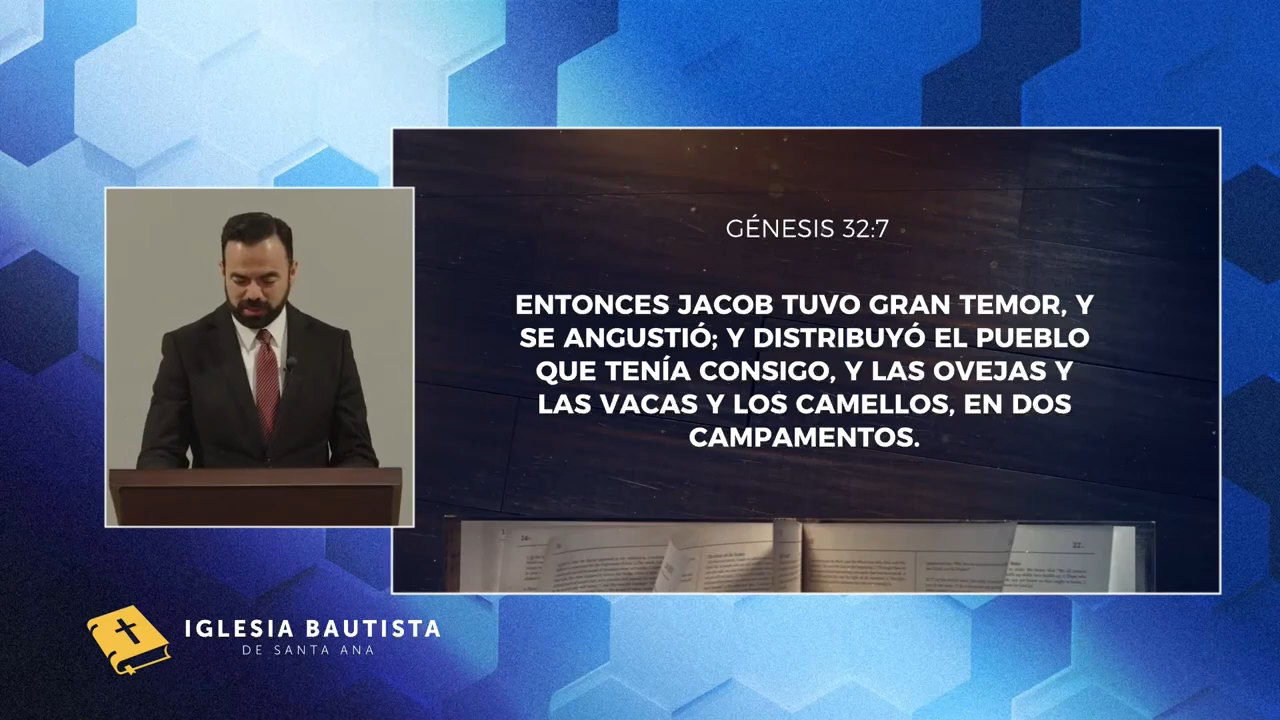 GÉNESIS 32:7
ENTONCES JACOB TUVO GRAN TEMOR, Y
SE ANGUSTIÓ; Y DISTRIBUYÓ EL PUEBLO
QUE TENÍA CONSIGO, Y LAS OVEJAS Y
LAS VACAS Y LOS CAMELLOS, EN DOS
CAMPAMENTOS.
IGLESIA BAUTISTA
DE SANTA ANA